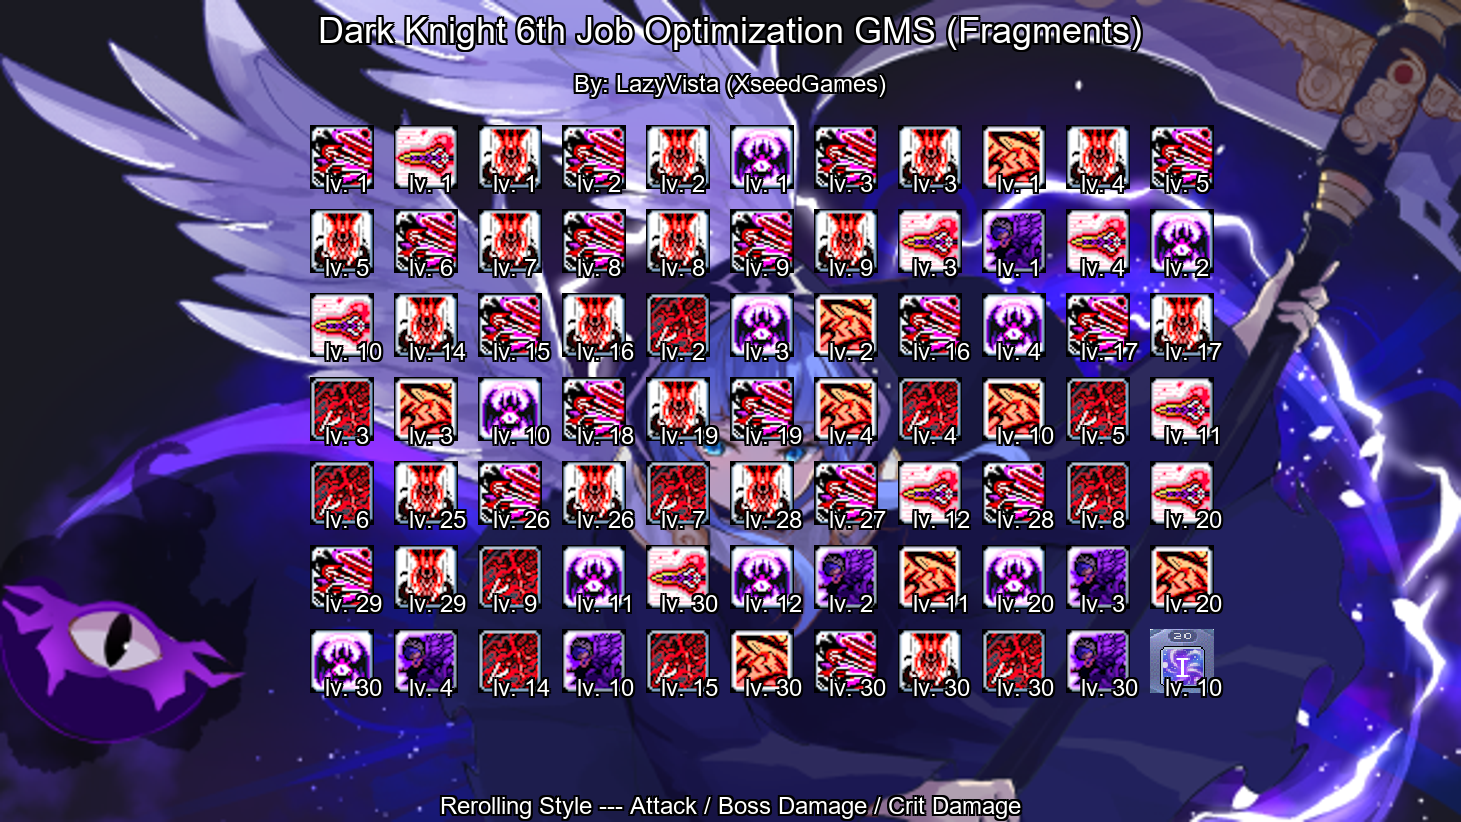 Dark Knight 6th Job Optimization GMS (Fragments)
By: LazyVista (XseedGames)
lv. 1 lv. 1 lv. 1 lv. 2 lv. 2 lv. 1 lv. 3 lv. 3 lv. 1 lv. 4 lv. 5
lv. 5 lv. 6 lv. 7 lv. 8 lv. 8 lv. 9 lv. 9 lv. 3 lv. 1 lv. 4 lv. 2
lv. 10 lv. 14 lv. 15 lv. 16 lv. 2 lv. 3 lv. 2 lv. 16 lv. 4 lv. 17 lv. 17
lv. 3 lv. 3 lv. 10 lv. 18 lv. 19 lv. 19 lv. 4 lv. 4 lv. 10 lv. 5 lv. 11
lv. 6 lv. 25 lv. 26 lv. 26 lv. 7 lv. 28 lv. 27 lv. 12 lv. 28 lv. 8 lv. 20
lv. 29 lv. 29 lv. 9 lv. 11 lv. 30 lv. 12 lv. 2 lv. 11 lv. 20 lv. 3 lv. 20
20
I
lv. 30 lv. 4 lv. 14 lv. 10 lv. 15 lv. 30 lv. 30 lv. 30 lv. 30 lv. 30 lv. 10
Rerolling Style --- Attack / Boss Damage / Crit Damage